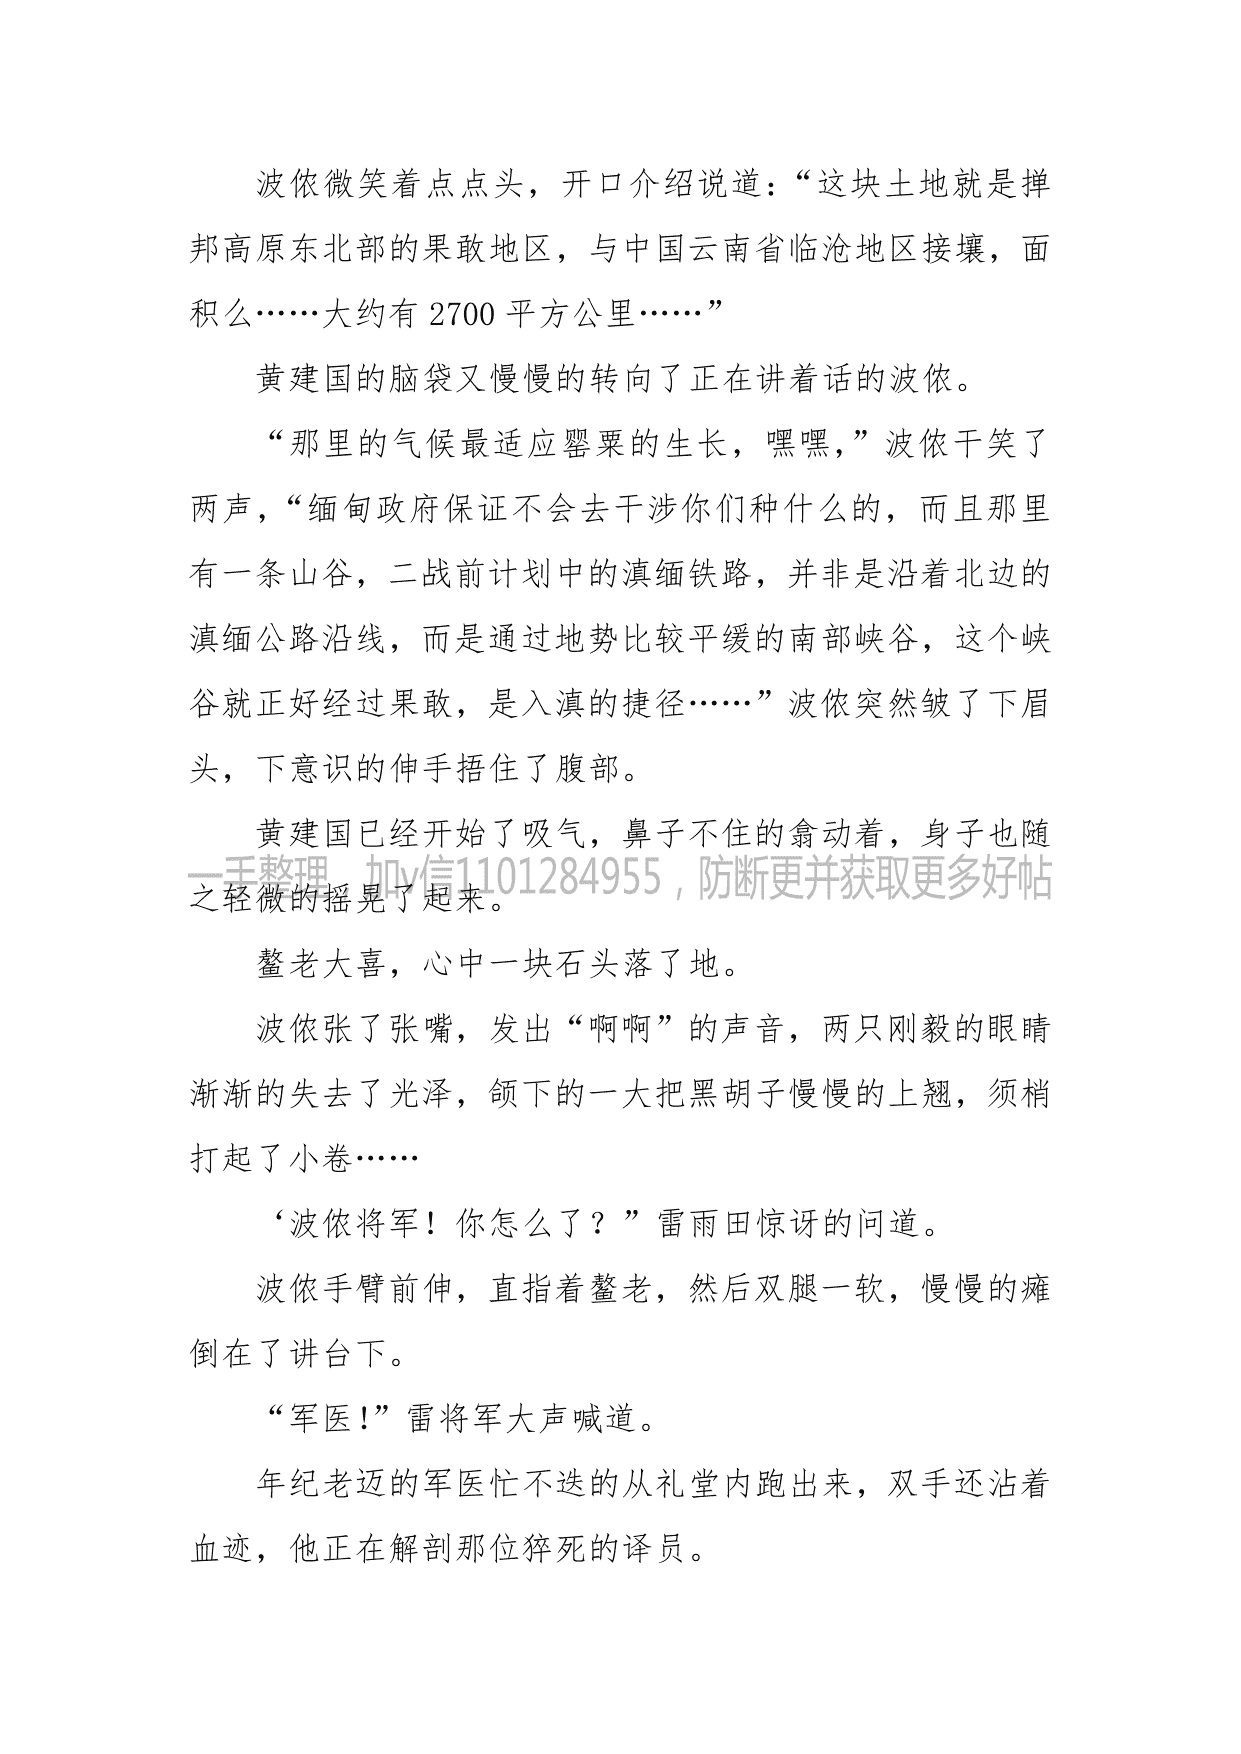 波侬微笑着点点头，开口介绍说道：“这块土地就是掸
邦高原东北部的果敢地区，与中国云南省临沧地区接壤，面
积么……大约有 2700 平方公里……”
黄建国的脑袋又慢慢的转向了正在讲着话的波侬。
“那里的气候最适应罂粟的生长，嘿嘿，”波侬干笑了
两声，“缅甸政府保证不会去干涉你们种什么的，而且那里
有一条山谷，二战前计划中的滇缅铁路，并非是沿着北边的
滇缅公路沿线，而是通过地势比较平缓的南部峡谷，这个峡
谷就正好经过果敢，是入滇的捷径……”波侬突然皱了下眉
头，下意识的伸手捂住了腹部。
黄建国已经开始了吸气，鼻子不住的翕动着，身子也随
一手整理，加v信1101284955，防断更并获取更多好帖
之轻微的摇晃了起来。
鳌老大喜，心中一块石头落了地。
波侬张了张嘴，发出“啊啊”的声音，两只刚毅的眼睛
渐渐的失去了光泽，颌下的一大把黑胡子慢慢的上翘，须梢
打起了小卷……
‘波侬将军！你怎么了？”雷雨田惊讶的问道。
波侬手臂前伸，直指着鳌老，然后双腿一软，慢慢的瘫
倒在了讲台下。
“军医！”雷将军大声喊道。
年纪老迈的军医忙不迭的从礼堂内跑出来，双手还沾着
血迹，他正在解剖那位猝死的译员。